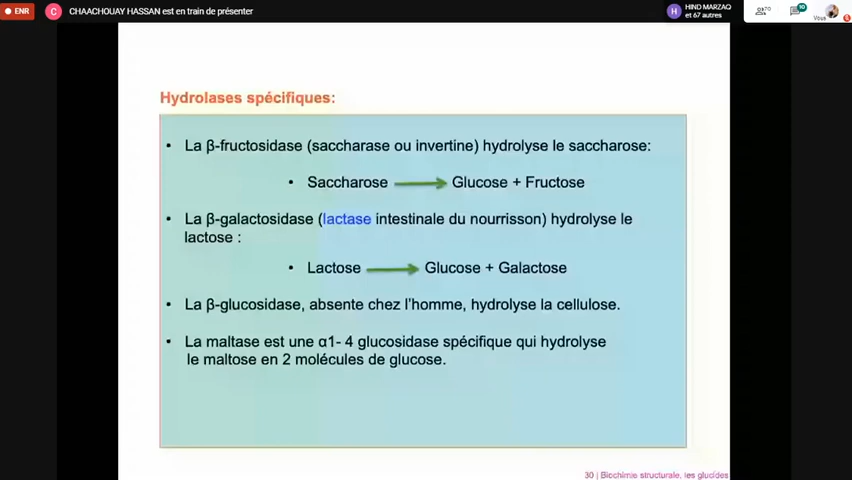 ENR
C
CHAACHOUAY HASSAN est en train de présenter
H
HIND MARZAQ
et 67 autres
70
10
Vous
Hydrolases spécifiques:
• La β-fructosidase (saccharase ou invertine) hydrolyse le saccharose:
• Saccharose → Glucose + Fructose
• La β-galactosidase (lactase intestinale du nourrisson) hydrolyse le
lactose :
• Lactose → Glucose + Galactose
• La β-glucosidase, absente chez l'homme, hydrolyse la cellulose.
• La maltase est une α1- 4 glucosidase spécifique qui hydrolyse
le maltose en 2 molécules de glucose.
30 | Biochimie structurale, les glucides